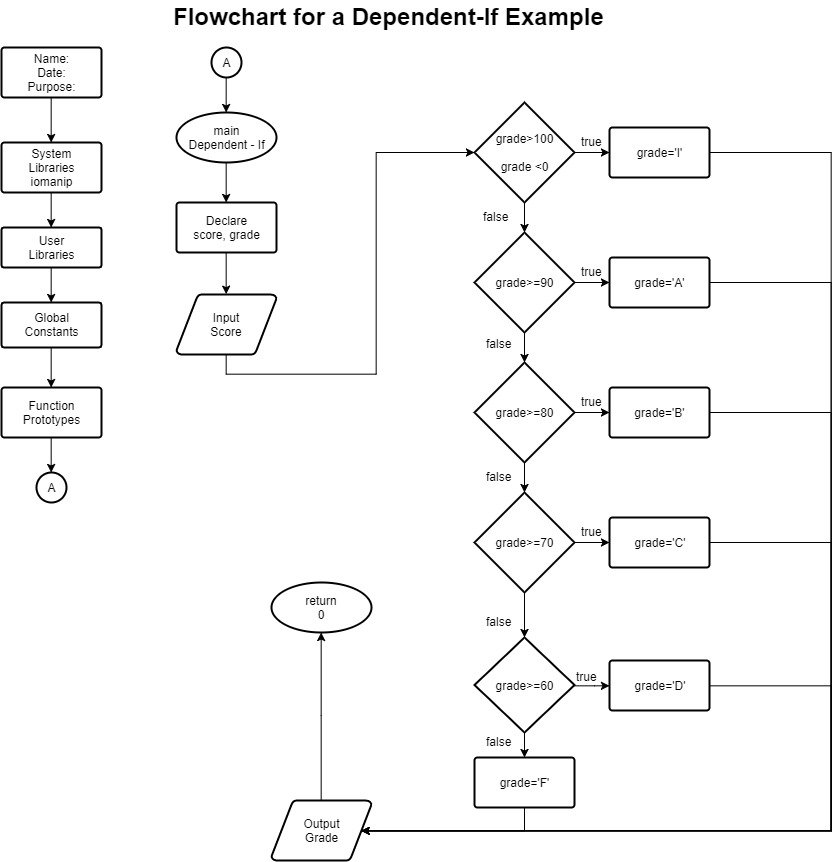 Flowchart for a Dependent-If Example
Name:
Date:
Purpose:
System
Libraries
iomanip
User
Libraries
Global
Constants
Function
Prototypes
A
A
main
Dependent - If
Declare
score, grade
Input
Score
grade>100
grade <0
true
grade='I'
false
grade>=90
true
grade='A'
false
grade>=80
true
grade='B'
false
grade>=70
true
grade='C'
false
grade>=60
true
grade='D'
false
grade='F'
Output
Grade
return
0